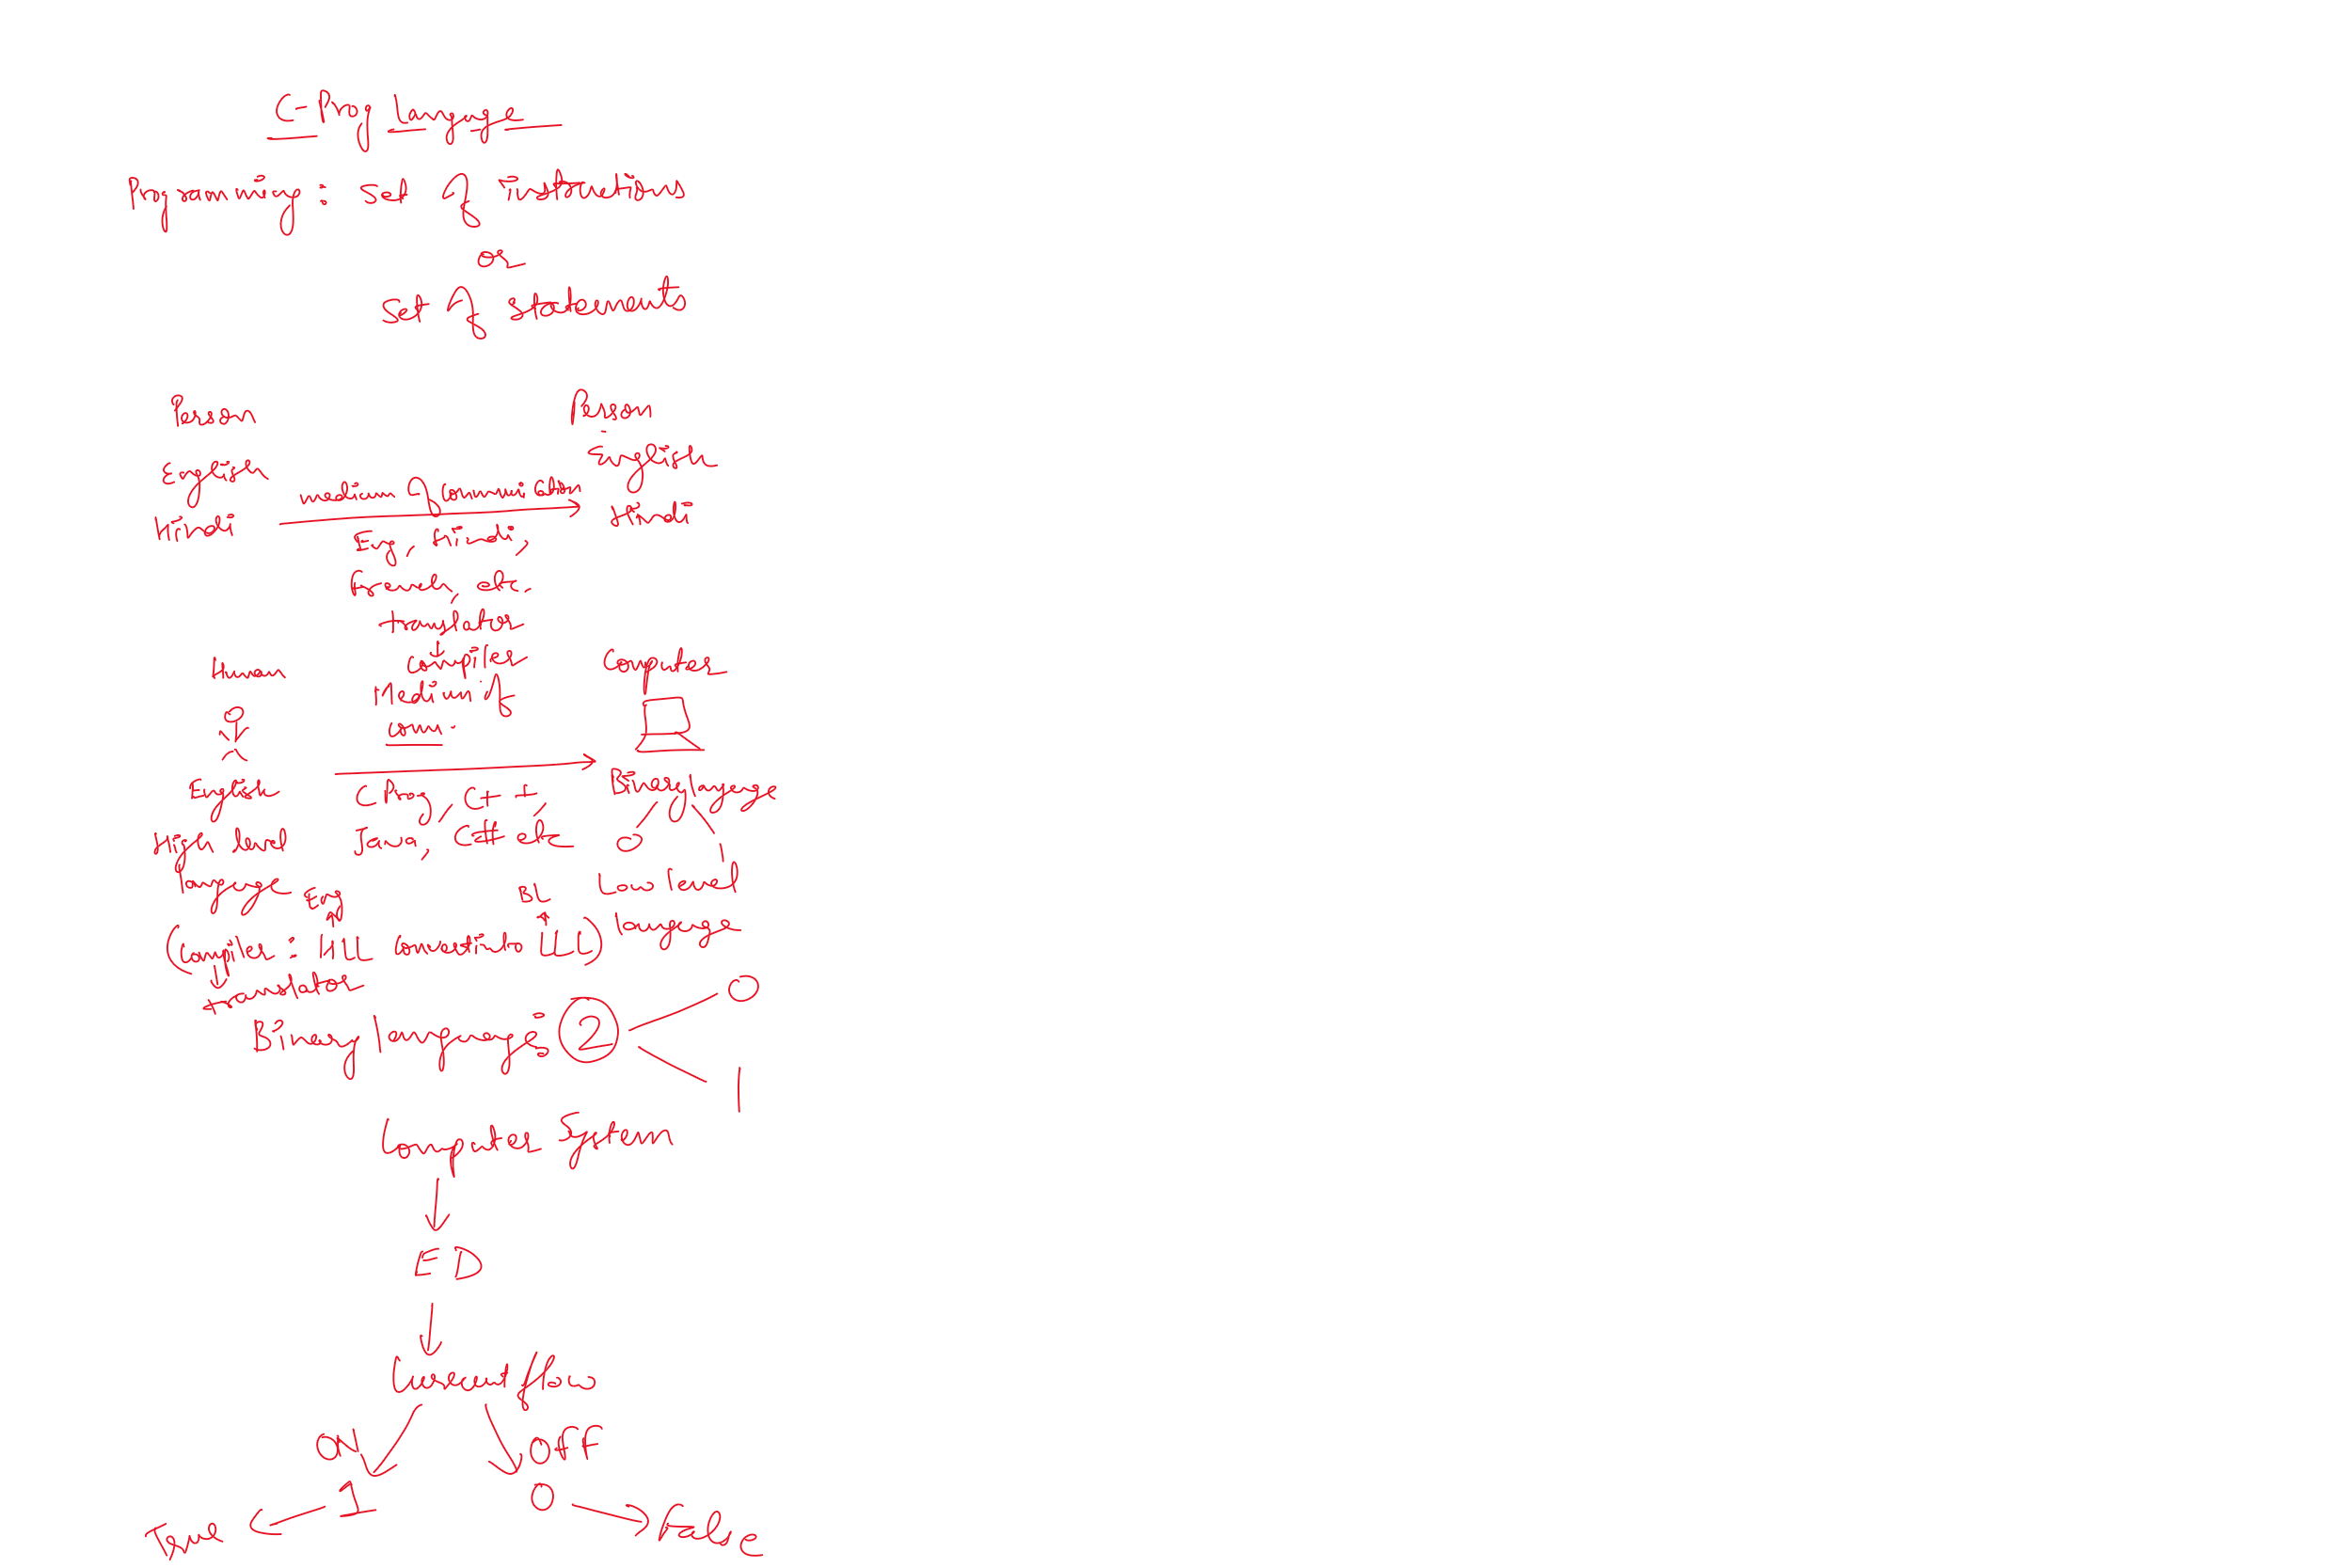 C-Prog Language
Programming: set of instructions
or
set of statements
Person Person
English English
medium of communication
Hindi Hindi
Eng, Hindi,
french, etc.
translator
Human compiler Computer
Medium of
com.
English Binary language
C Prog, C++,
High level Java, C# etc 0 1
language Low level
Eng BL
language
(Compiler: HLL convert into LLL)
translator
Binary language: 2 0
1
Computer System
ED
Current flow
ON OFF
1 0
True False